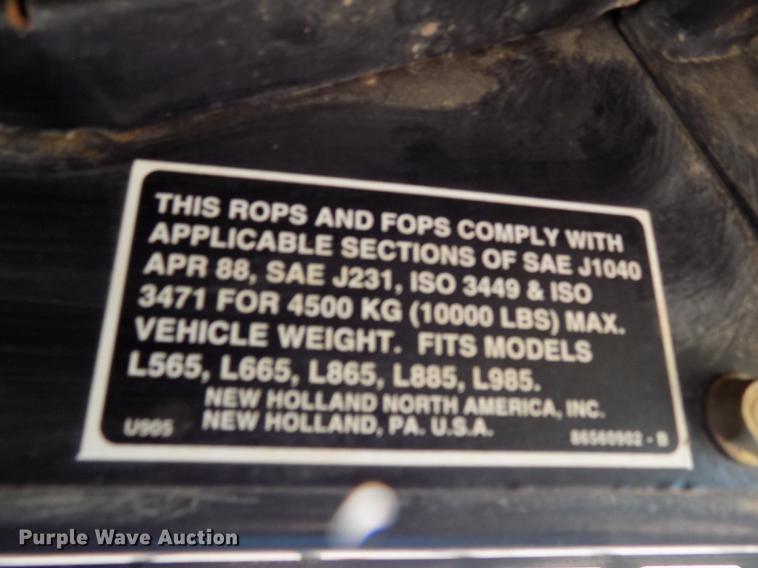 THIS ROPS AND FOPS COMPLY WITH
APPLICABLE SECTIONS OF SAE J1040
APR 88, SAE J231, ISO 3449 & ISO
3471 FOR 4500 KG (10000 LBS) MAX.
VEHICLE WEIGHT. FITS MODELS
L565, L665, L865, L885, L985.
NEW HOLLAND NORTH AMERICA, INC.
U905 NEW HOLLAND, PA. U.S.A. 86560902 - B
Purple Wave Auction